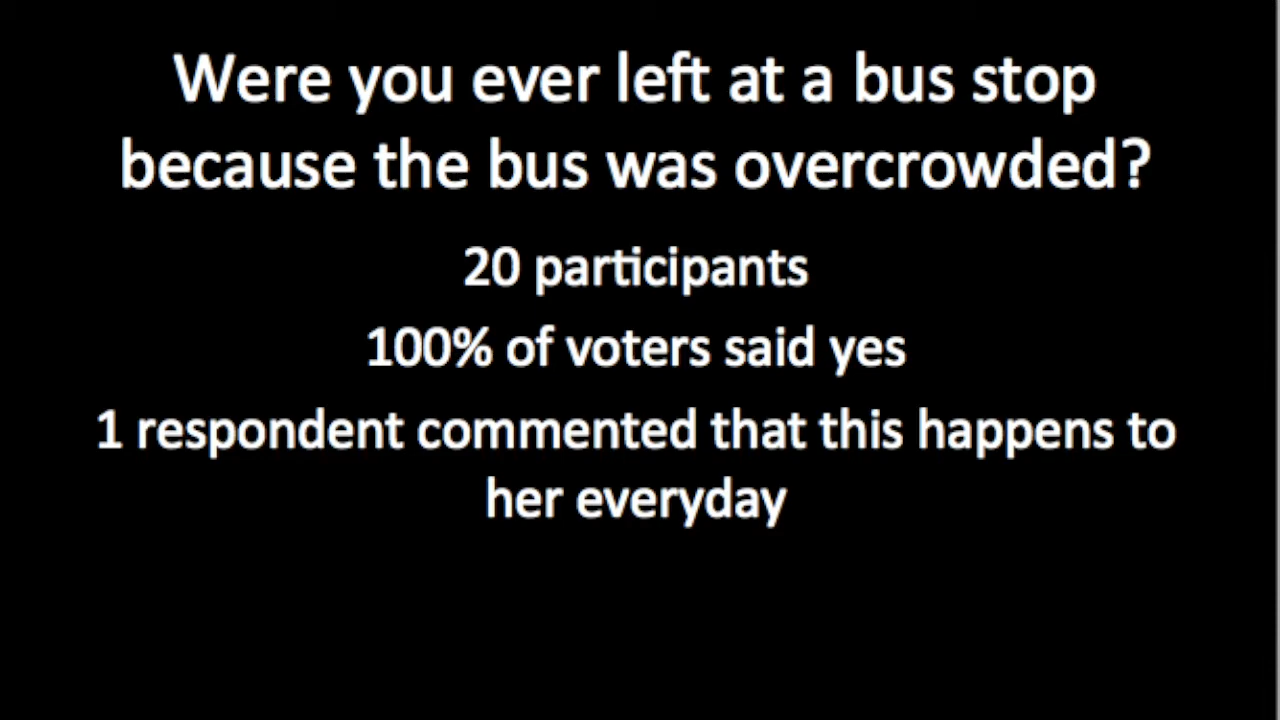 Were you ever left at a bus stop
because the bus was overcrowded?
20 participants
100% of voters said yes
1 respondent commented that this happens to
her everyday